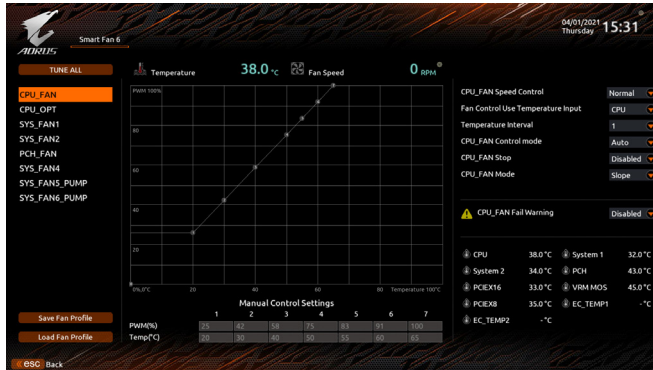 AORUS
Smart Fan 6
04/01/2021 Thursday 15:31
TUNE ALL
Temperature 38.0 °C Fan Speed 0 RPM
CPU_FAN
CPU_OPT
SYS_FAN1
SYS_FAN2
PCH_FAN
SYS_FAN4
SYS_FAN5_PUMP
SYS_FAN6_PUMP
Save Fan Profile
Load Fan Profile
PWM 100%
80
60
40
20
0%,0°C 20 40 60 80 Temperature 100°C
Manual Control Settings
1 2 3 4 5 6 7
PWM(%) 25 42 58 75 83 91 100
Temp(°C) 20 30 40 50 55 60 65
CPU_FAN Speed Control Normal
Fan Control Use Temperature Input CPU
Temperature Interval 1
CPU_FAN Control mode Auto
CPU_FAN Stop Disabled
CPU_FAN Mode Slope
CPU_FAN Fail Warning Disabled
CPU 38.0°C System 1 32.0°C
System 2 34.0°C PCH 43.0°C
PCIEX16 33.0°C VRM MOS 45.0°C
PCIEX8 35.0°C EC_TEMP1 -°C
EC_TEMP2 -°C
esc Back